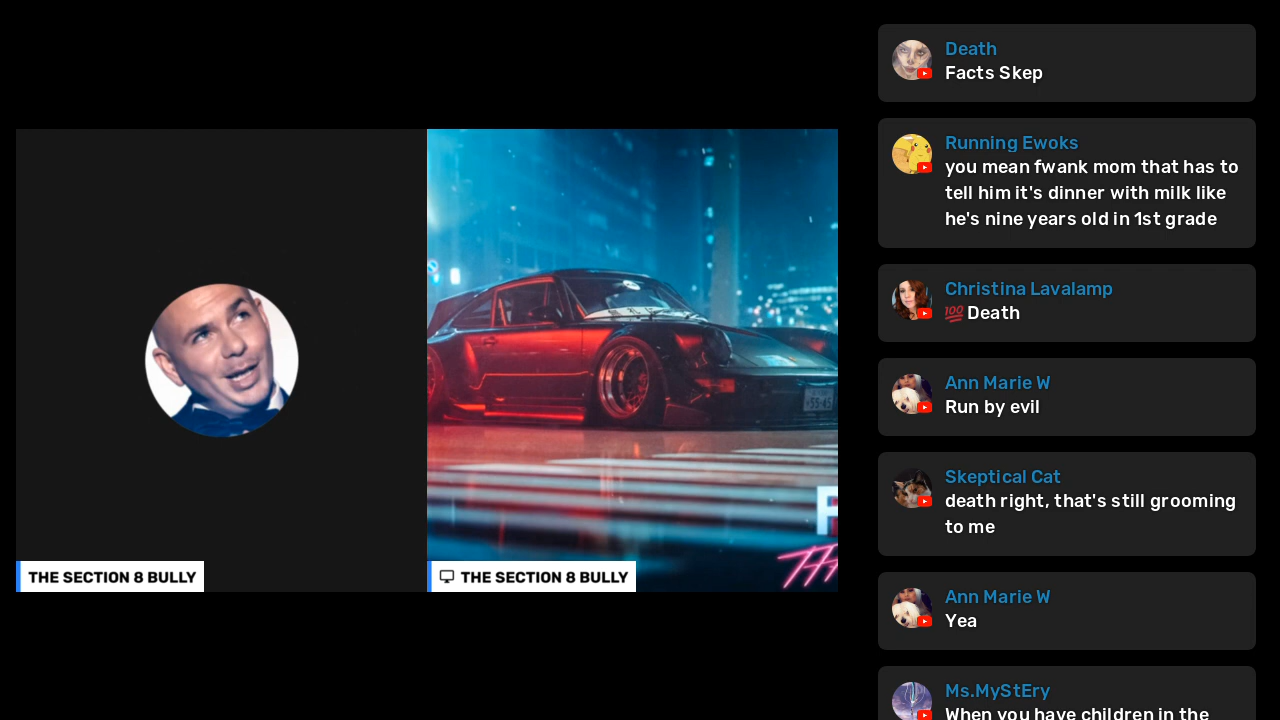 THE SECTION 8 BULLY
THE SECTION 8 BULLY
Death
Facts Skep
Running Ewoks
you mean fwank mom that has to
tell him it's dinner with milk like
he's nine years old in 1st grade
Christina Lavalamp
💯 Death
Ann Marie W
Run by evil
Skeptical Cat
death right, that's still grooming
to me
Ann Marie W
Yea
Ms.MyStEry
When you have children in the